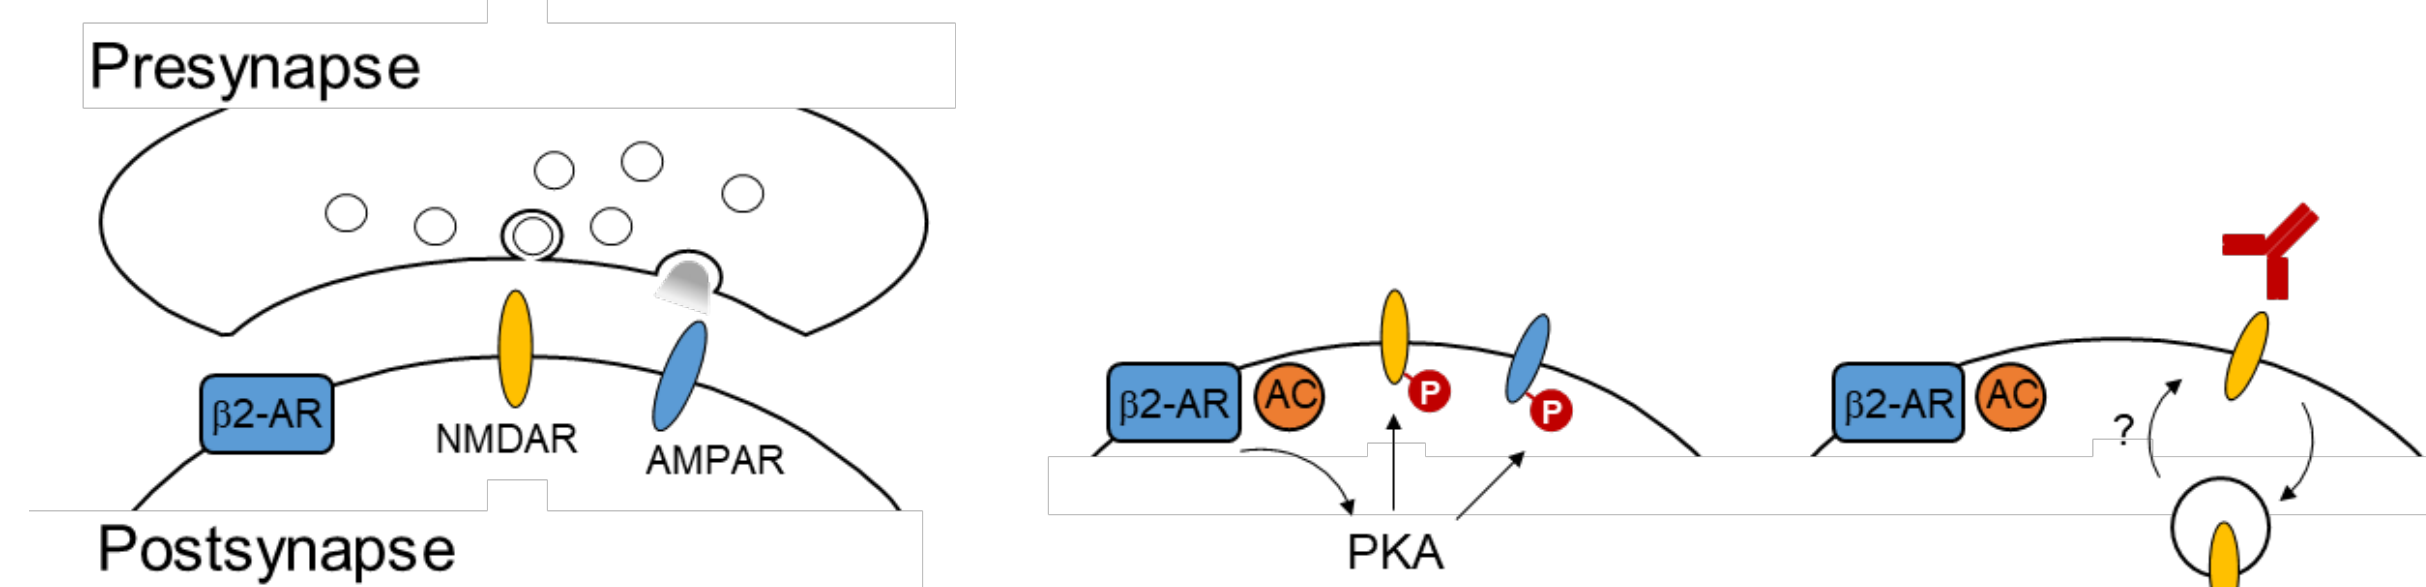 Presynapse
β2-AR
NMDAR
AMPAR
Postsynapse
β2-AR
AC
P
P
PKA
β2-AR
AC
?